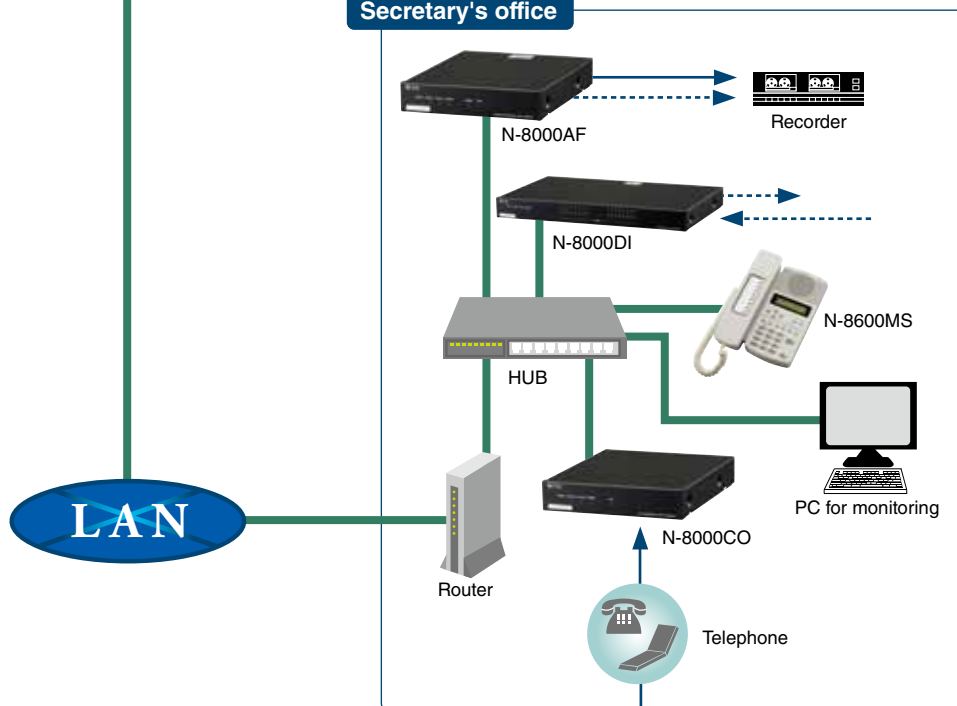 Secretary's office
N-8000AF
Recorder
N-8000DI
N-8600MS
HUB
PC for monitoring
N-8000CO
LAN
Router
Telephone